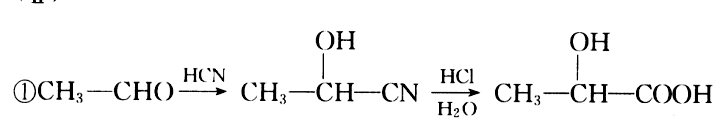 OH OH
①CH₃—CHO HCN CH₃—CH—CN HCl H₂O CH₃—CH—COOH